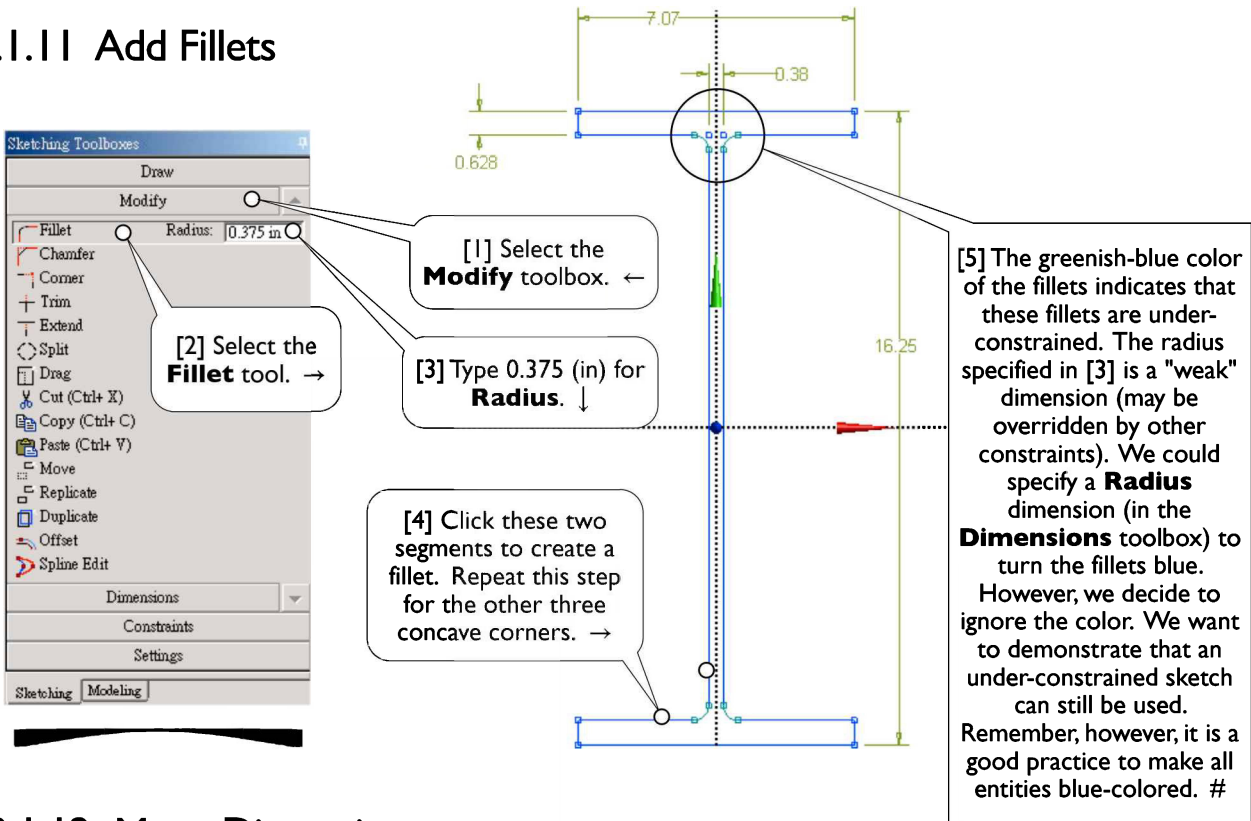 .1.11 Add Fillets
Sketching Toolboxes
Draw
Modify
Fillet Radius: 0.375 in
Chamfer
Corner
Trim
Extend
Split
Drag
Cut (Ctrl+ X)
Copy (Ctrl+ C)
Paste (Ctrl+ V)
Move
Replicate
Duplicate
Offset
Spline Edit
Dimensions
Constraints
Settings
Sketching Modeling
[1] Select the
Modify toolbox. ←
[2] Select the
Fillet tool. →
[3] Type 0.375 (in) for
Radius. ↓
[4] Click these two
segments to create a
fillet. Repeat this step
for the other three
concave corners. →
7.07
0.38
0.628
16.25
[5] The greenish-blue color
of the fillets indicates that
these fillets are under-
constrained. The radius
specified in [3] is a "weak"
dimension (may be
overridden by other
constraints). We could
specify a Radius
dimension (in the
Dimensions toolbox) to
turn the fillets blue.
However, we decide to
ignore the color. We want
to demonstrate that an
under-constrained sketch
can still be used.
Remember, however, it is a
good practice to make all
entities blue-colored. #